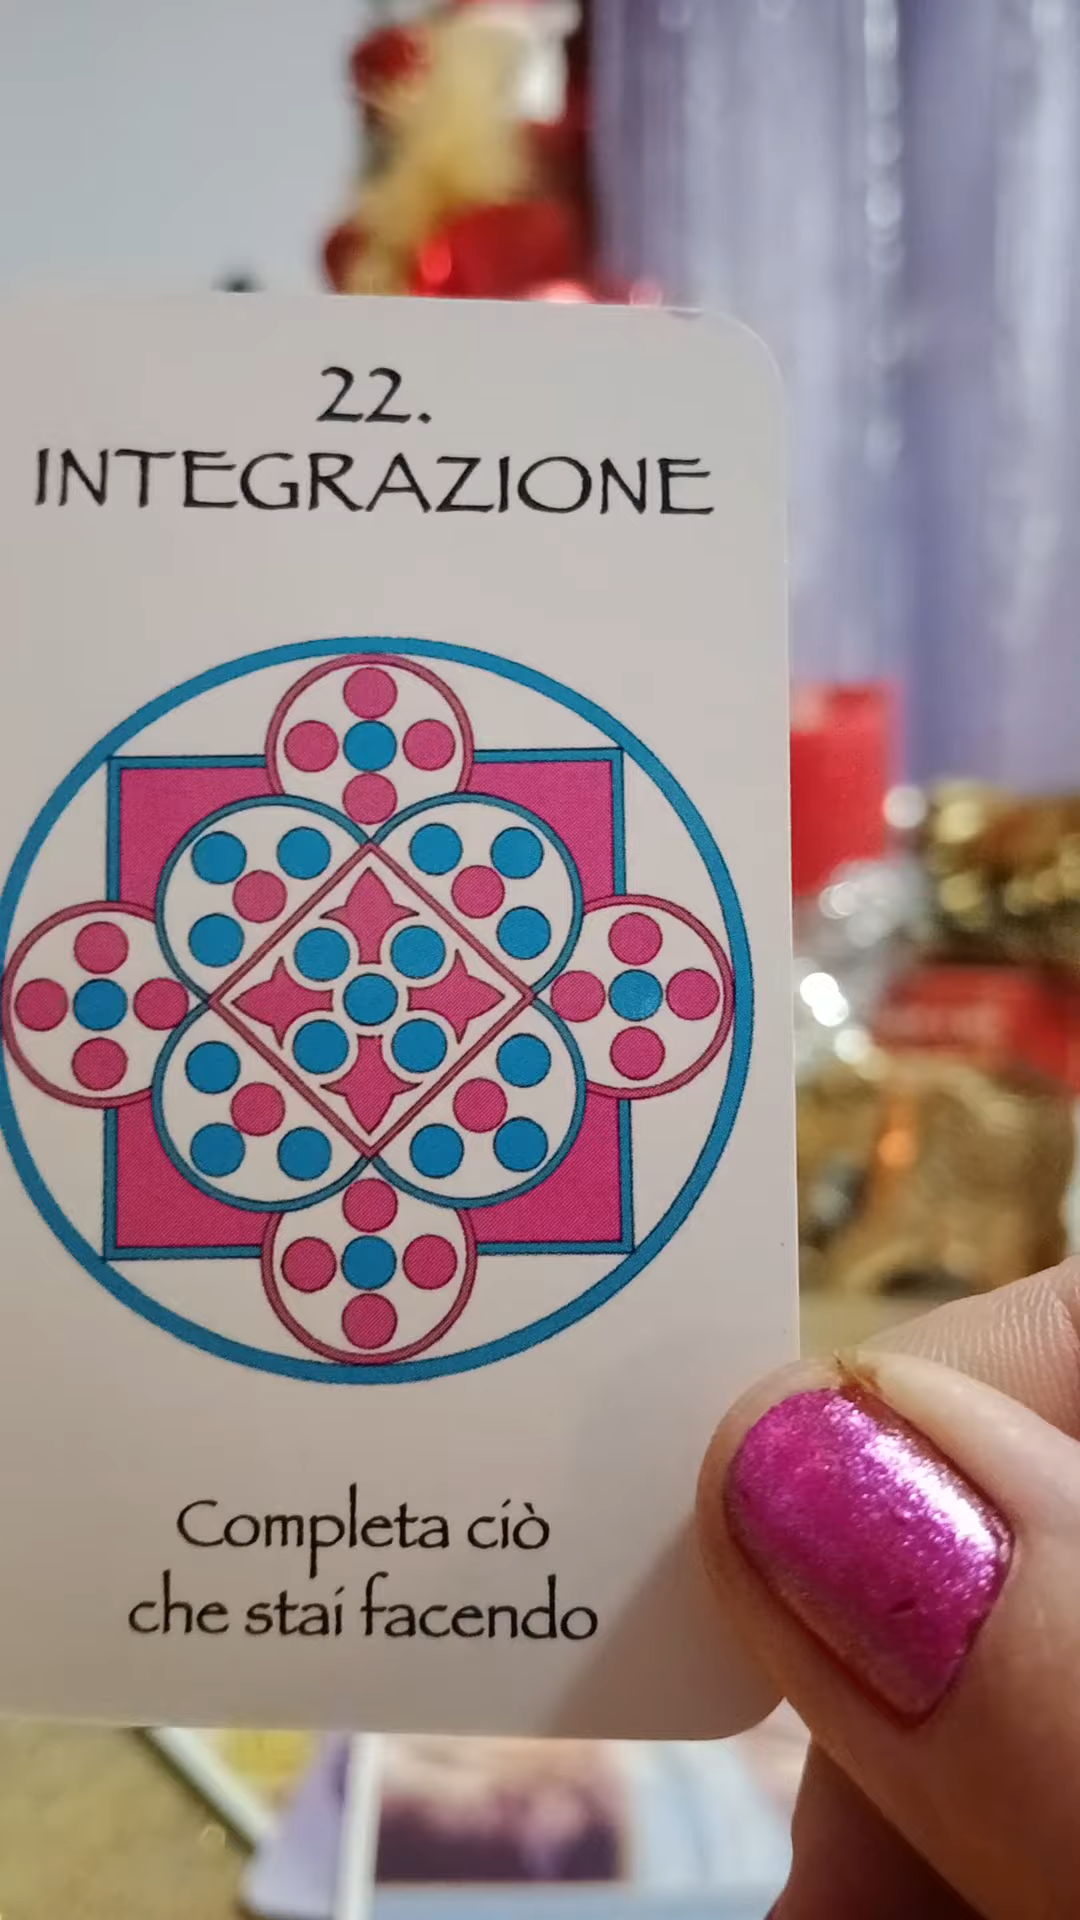 22.
INTEGRAZIONE
Completa ciò
che stai facendo